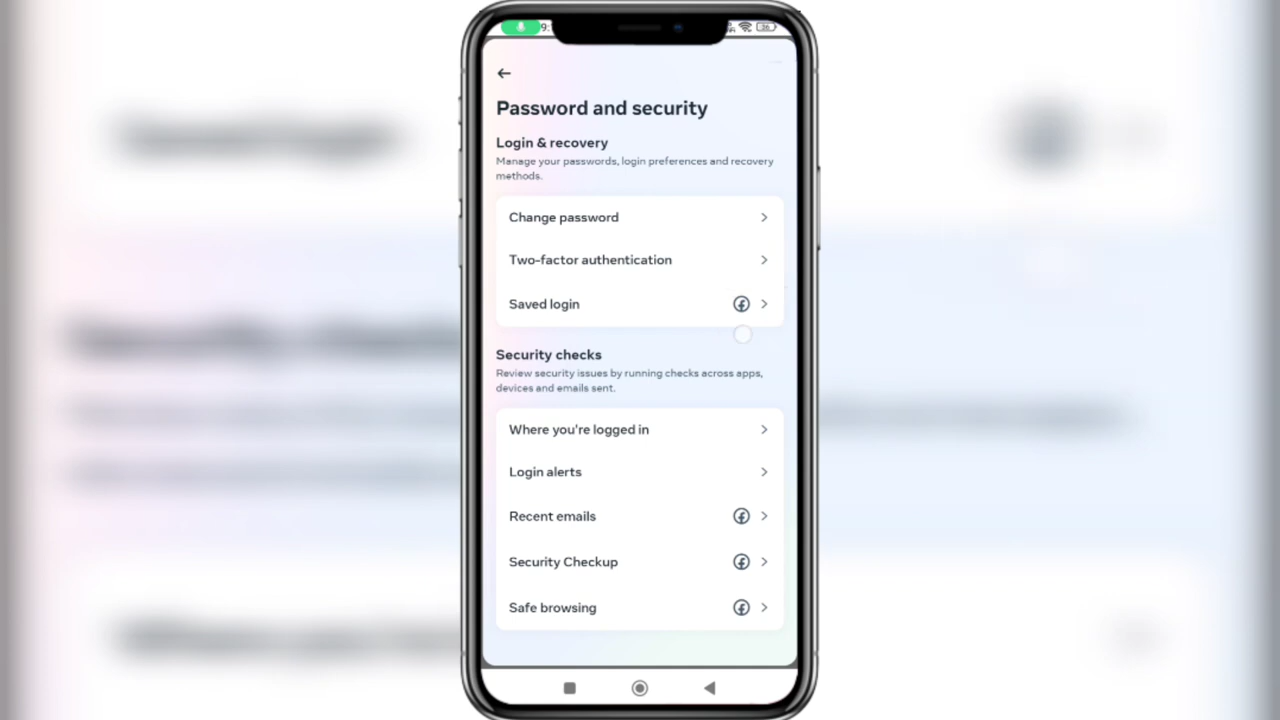 9:
Password and security
Login & recovery
Manage your passwords, login preferences and recovery
methods.
Change password
Two-factor authentication
Saved login
Security checks
Review security issues by running checks across apps,
devices and emails sent.
Where you're logged in
Login alerts
Recent emails
Security Checkup
Safe browsing